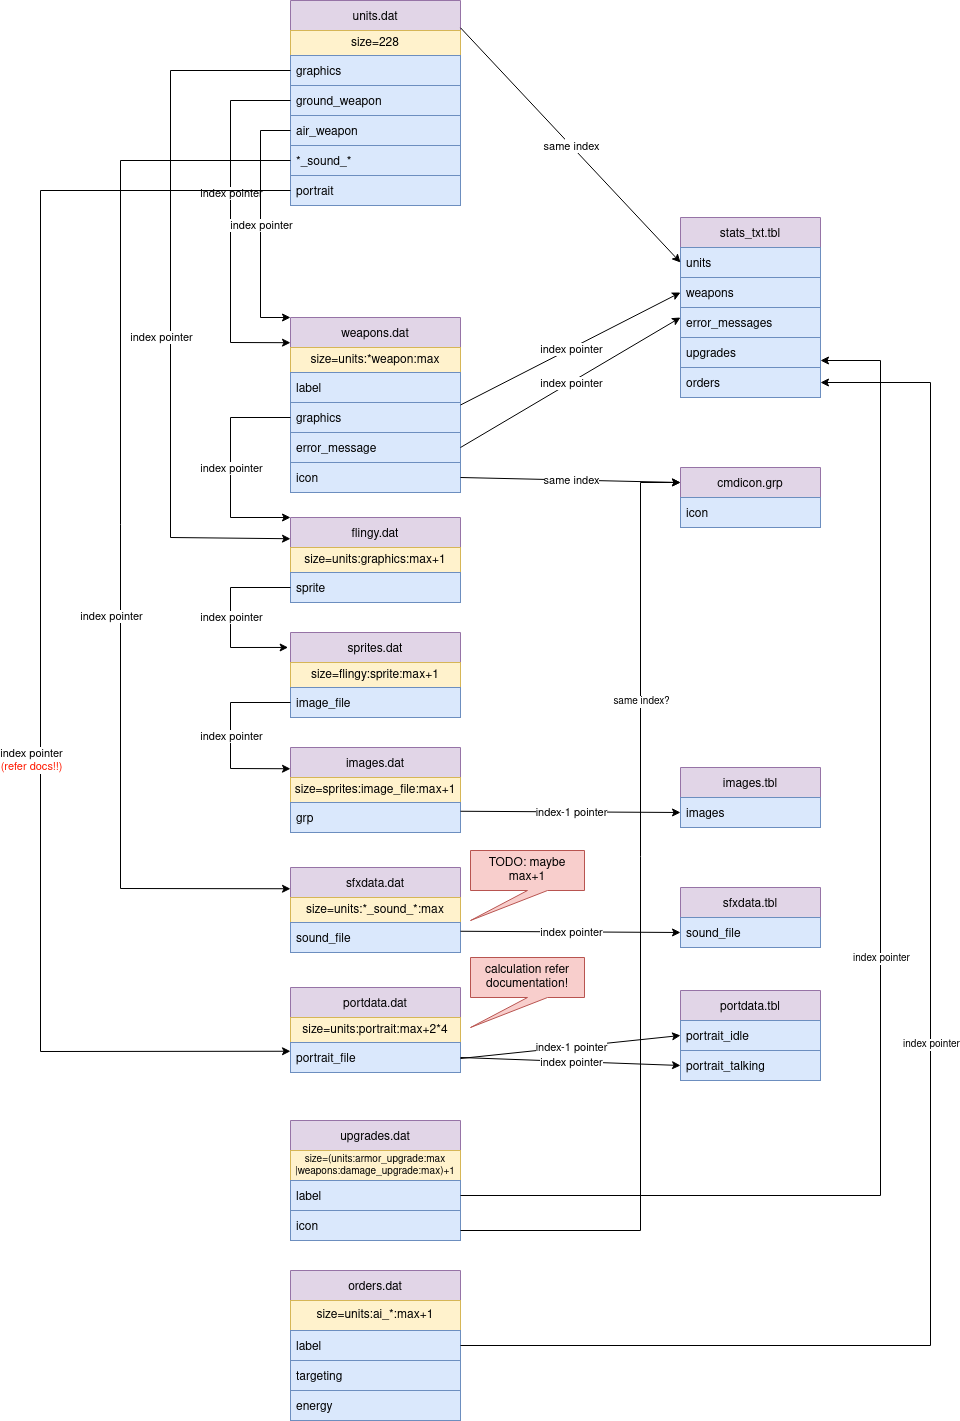 units.dat
size=228
graphics
ground_weapon
air_weapon
*_sound_*
portrait
same index
index pointer
index pointer
stats_txt.tbl
units
weapons
error_messages
upgrades
orders
index pointer
weapons.dat
size=units:*weapon:max
label
graphics
error_message
icon
index pointer
index pointer
index pointer
same index
cmdicon.grp
icon
flingy.dat
size=units:graphics:max+1
sprite
index pointer
index pointer
sprites.dat
size=flingy:sprite:max+1
image_file
same index?
index pointer
index pointer
(refer docs!!)
images.dat
size=sprites:image_file:max+1
grp
index-1 pointer
images.tbl
images
TODO: maybe
max+1
sfxdata.dat
size=units:*_sound_*:max
sound_file
index pointer
sfxdata.tbl
sound_file
index pointer
calculation refer
documentation!
portdata.dat
size=units:portrait:max+2*4
portrait_file
index-1 pointer
index pointer
portdata.tbl
portrait_idle
portrait_talking
index pointer
upgrades.dat
size=(units:armor_upgrade:max
|weapons:damage_upgrade:max)+1
label
icon
orders.dat
size=units:ai_*:max+1
label
targeting
energy